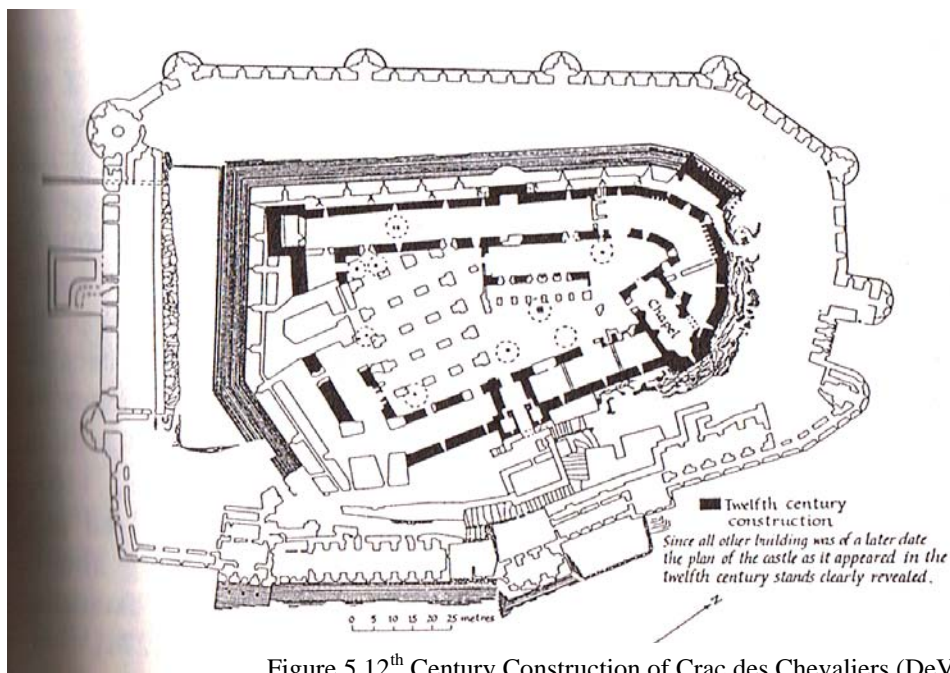 Chapel
Twelfth century
construction
Since all other building was of a later date
the plan of the castle as it appeared in the
twelfth century stands clearly revealed.
N
0 5 10 15 20 25 metres
Figure 5.12th Century Construction of Crac des Chevaliers (DeV